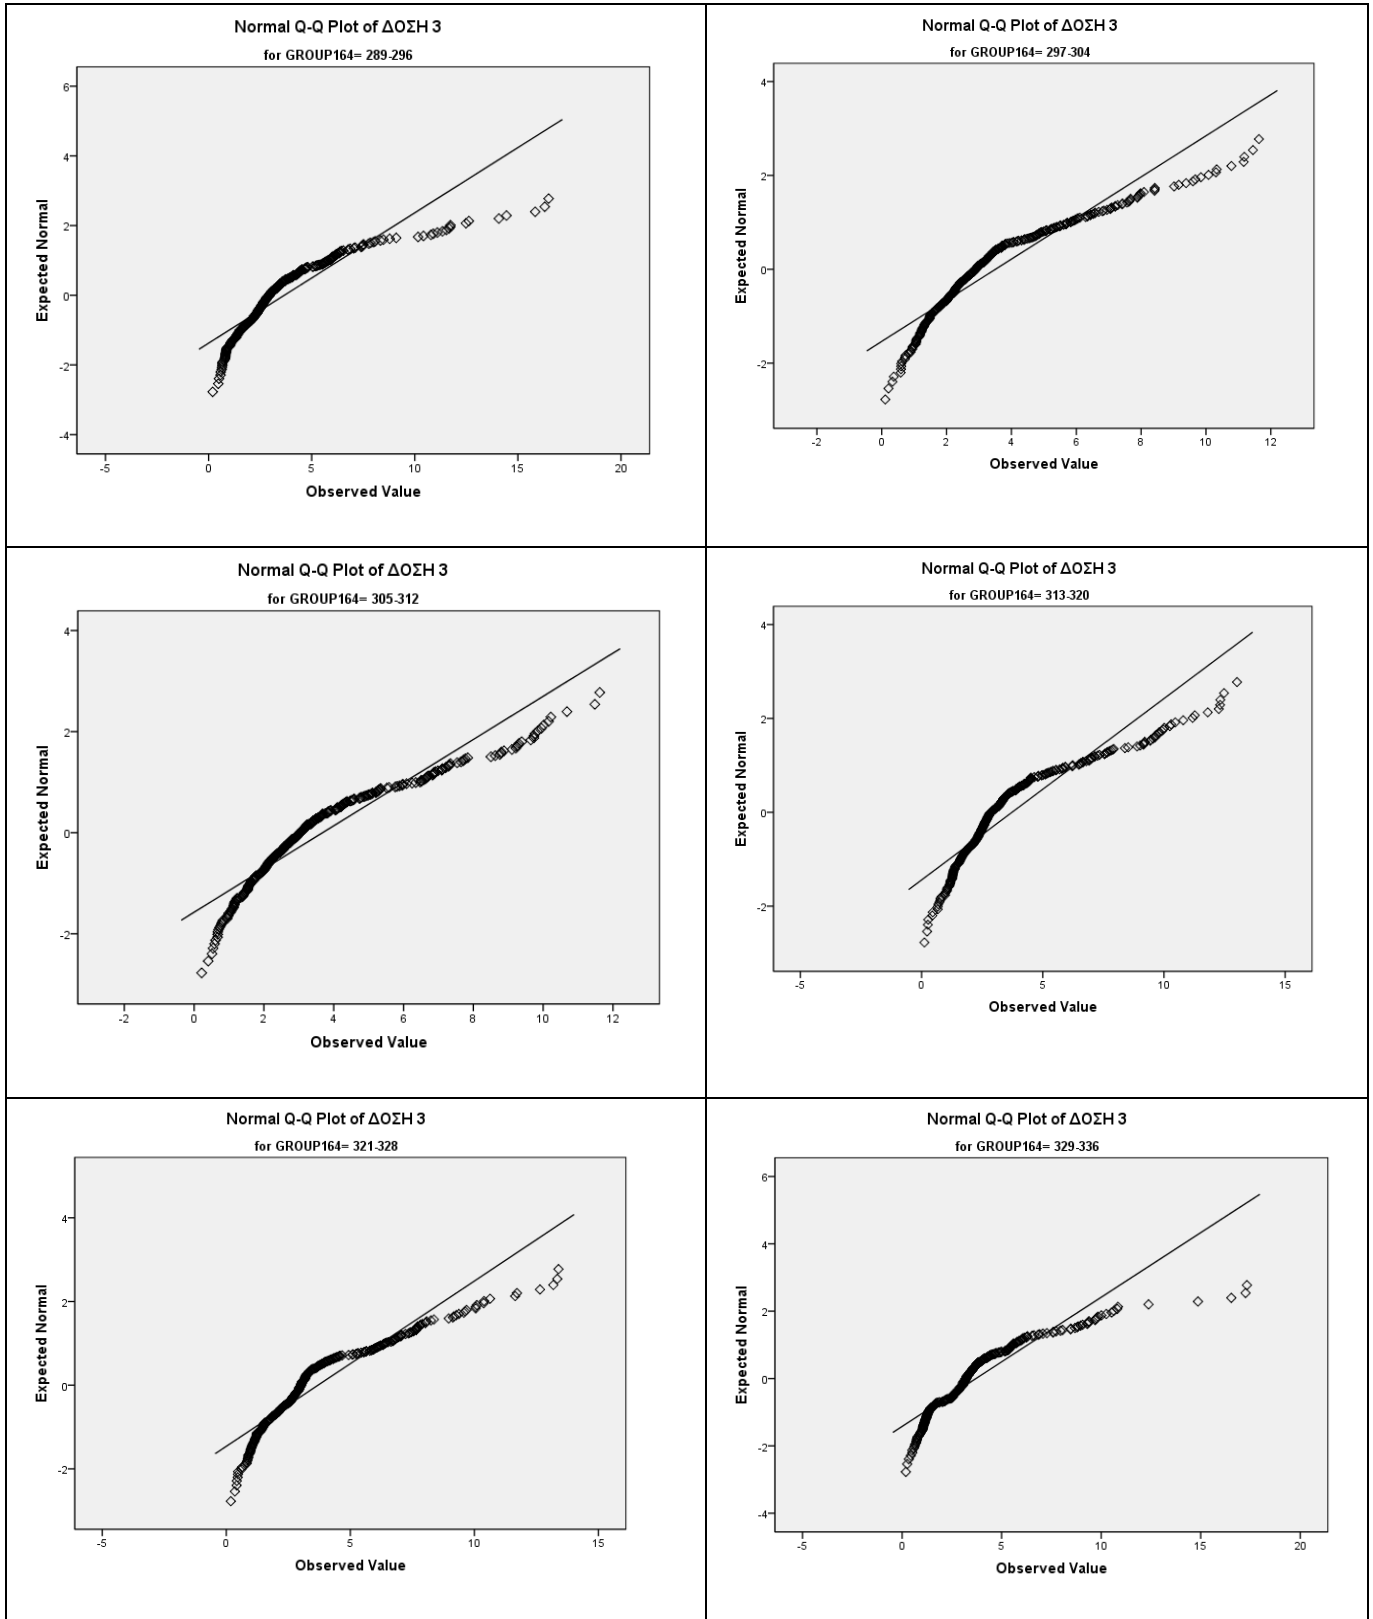 Normal Q-Q Plot of ΔΟΣΗ 3
for GROUP164= 289-296
6
4
2
0
-2
-4
Expected Normal
-5 0 5 10 15 20
Observed Value
Normal Q-Q Plot of ΔΟΣΗ 3
for GROUP164= 297-304
4
2
0
-2
Expected Normal
-2 0 2 4 6 8 10 12
Observed Value
Normal Q-Q Plot of ΔΟΣΗ 3
for GROUP164= 305-312
4
2
0
-2
Expected Normal
-2 0 2 4 6 8 10 12
Observed Value
Normal Q-Q Plot of ΔΟΣΗ 3
for GROUP164= 313-320
4
2
0
-2
Expected Normal
-5 0 5 10 15
Observed Value
Normal Q-Q Plot of ΔΟΣΗ 3
for GROUP164= 321-328
4
2
0
-2
Expected Normal
-5 0 5 10 15
Observed Value
Normal Q-Q Plot of ΔΟΣΗ 3
for GROUP164= 329-336
6
4
2
0
-2
-4
Expected Normal
-5 0 5 10 15 20
Observed Value